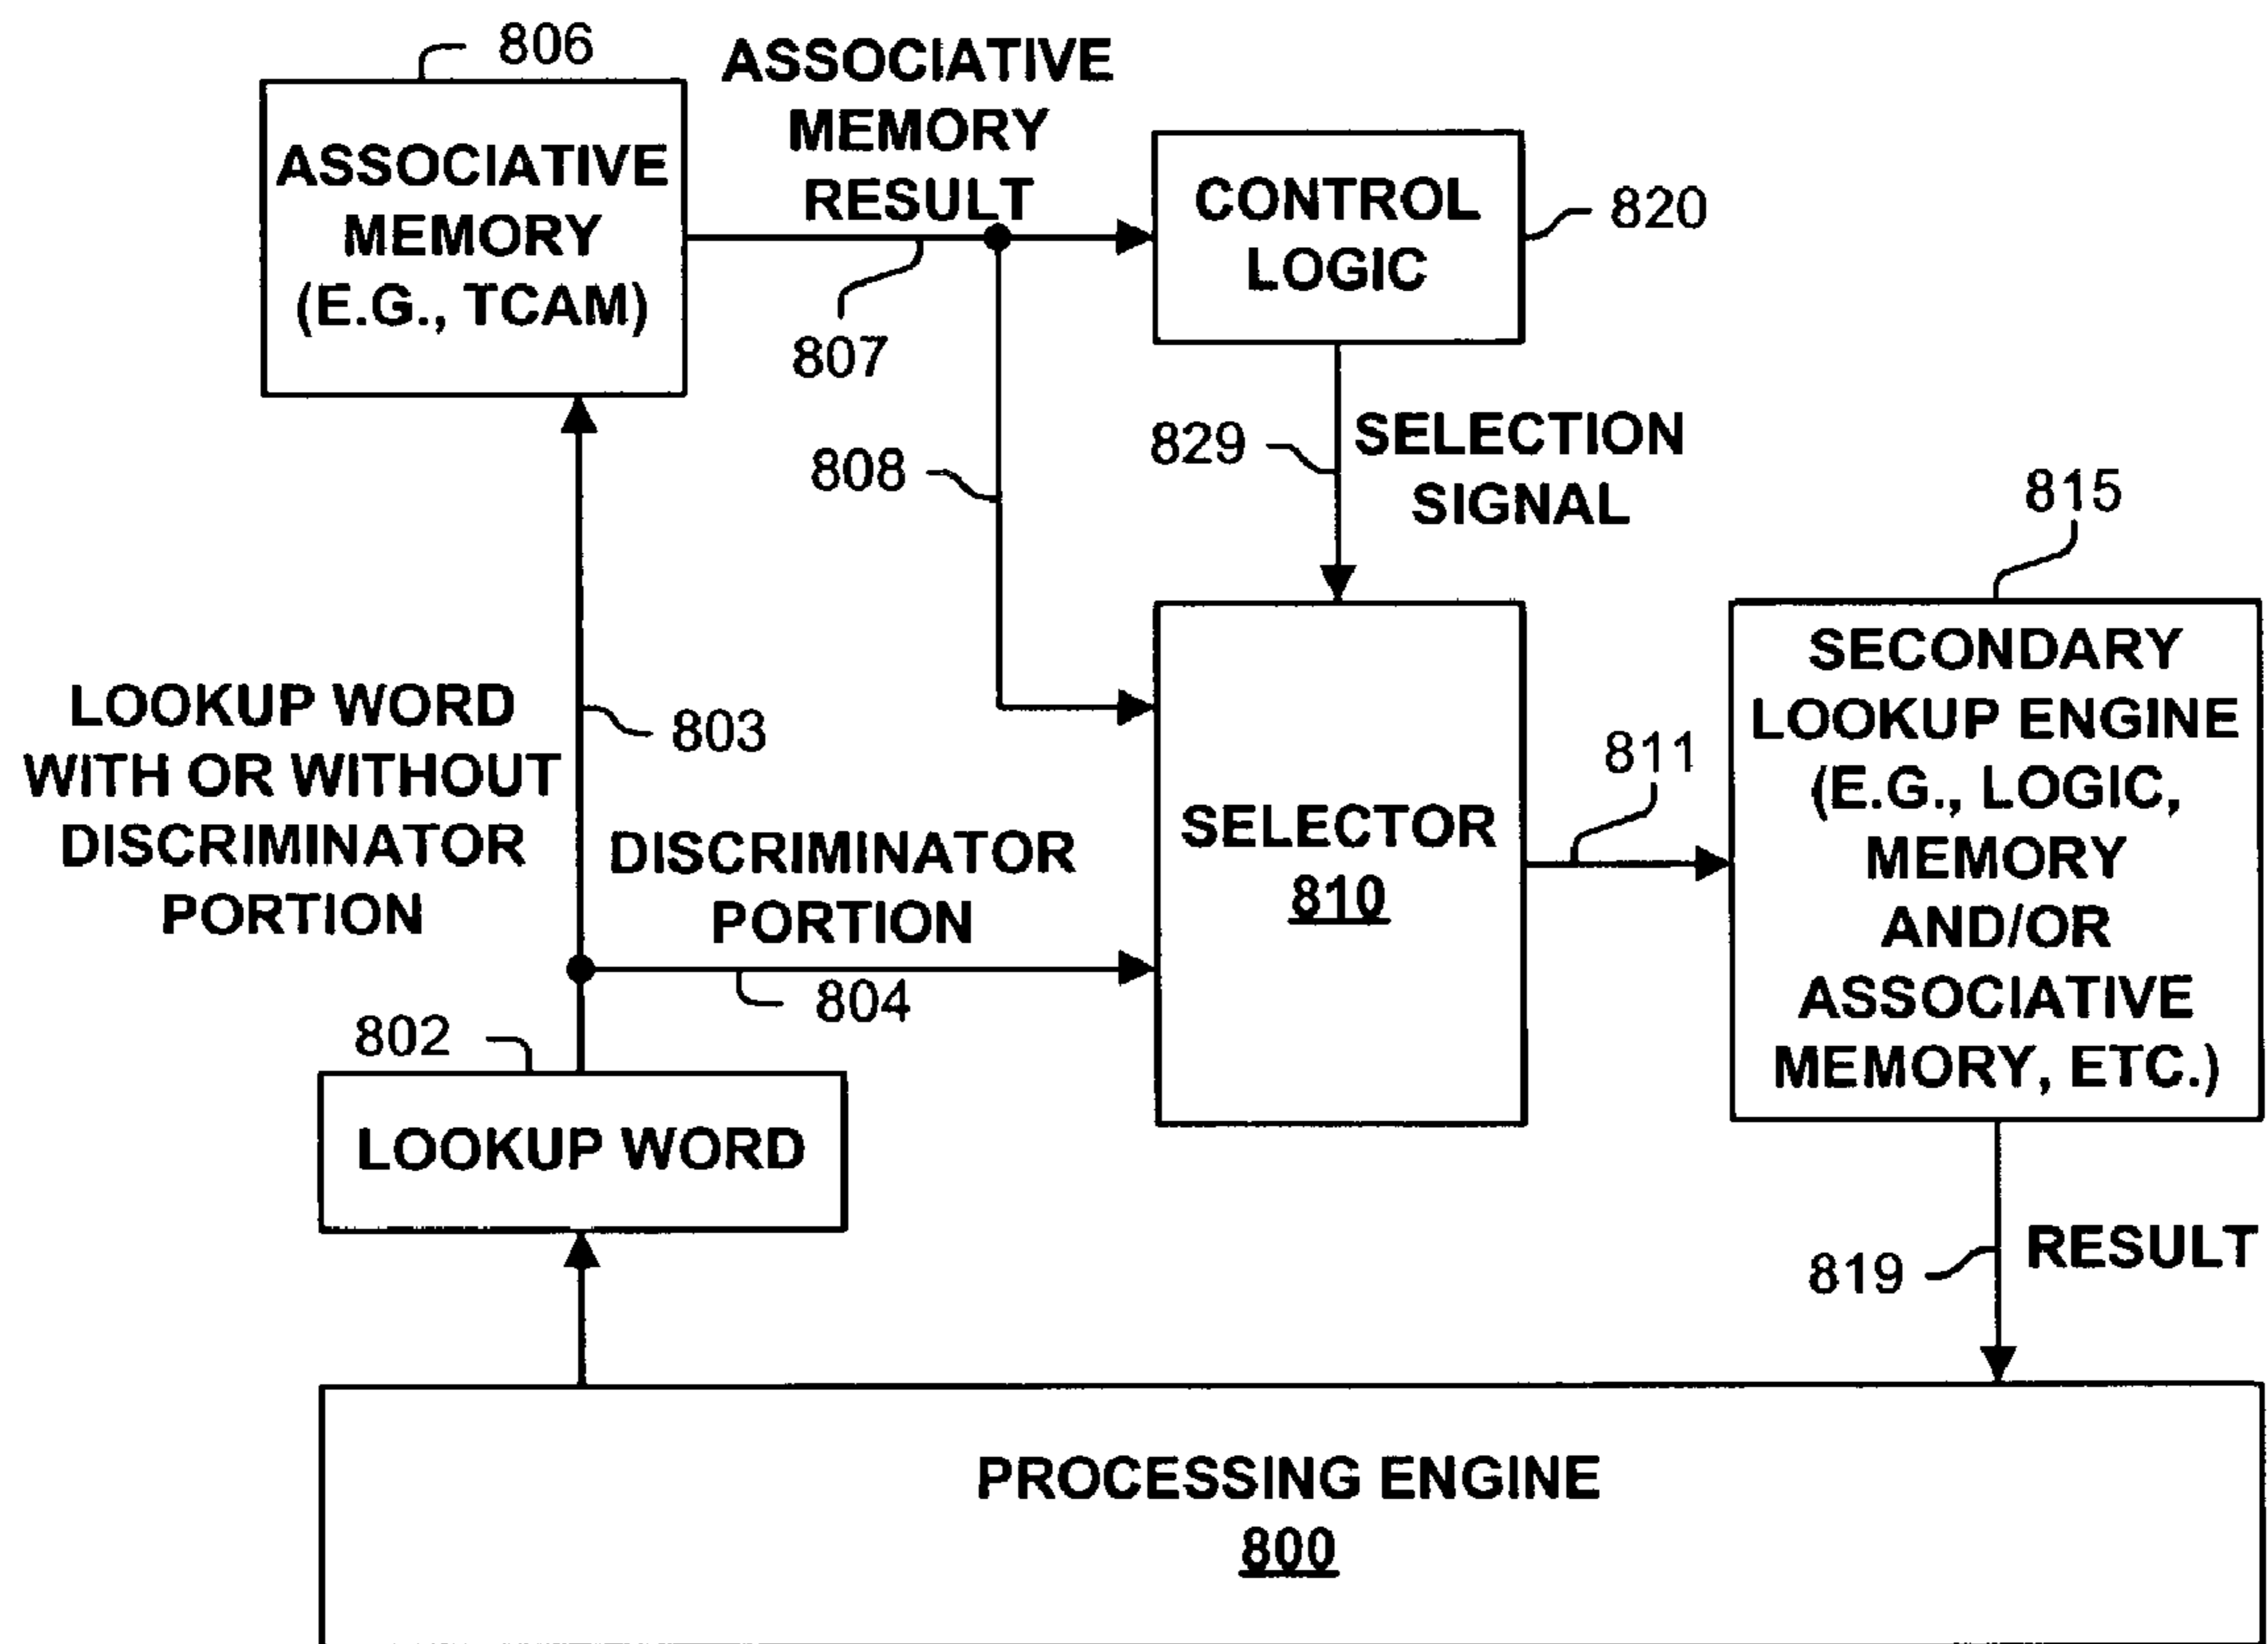 806
ASSOCIATIVE
MEMORY
(E.G., TCAM)
ASSOCIATIVE
MEMORY
RESULT
807
CONTROL
LOGIC
820
808
829
SELECTION
SIGNAL
815
LOOKUP WORD
WITH OR WITHOUT
DISCRIMINATOR
PORTION
803
DISCRIMINATOR
PORTION
804
SELECTOR
810
811
SECONDARY
LOOKUP ENGINE
(E.G., LOGIC,
MEMORY
AND/OR
ASSOCIATIVE
MEMORY, ETC.)
802
LOOKUP WORD
819
RESULT
PROCESSING ENGINE
800